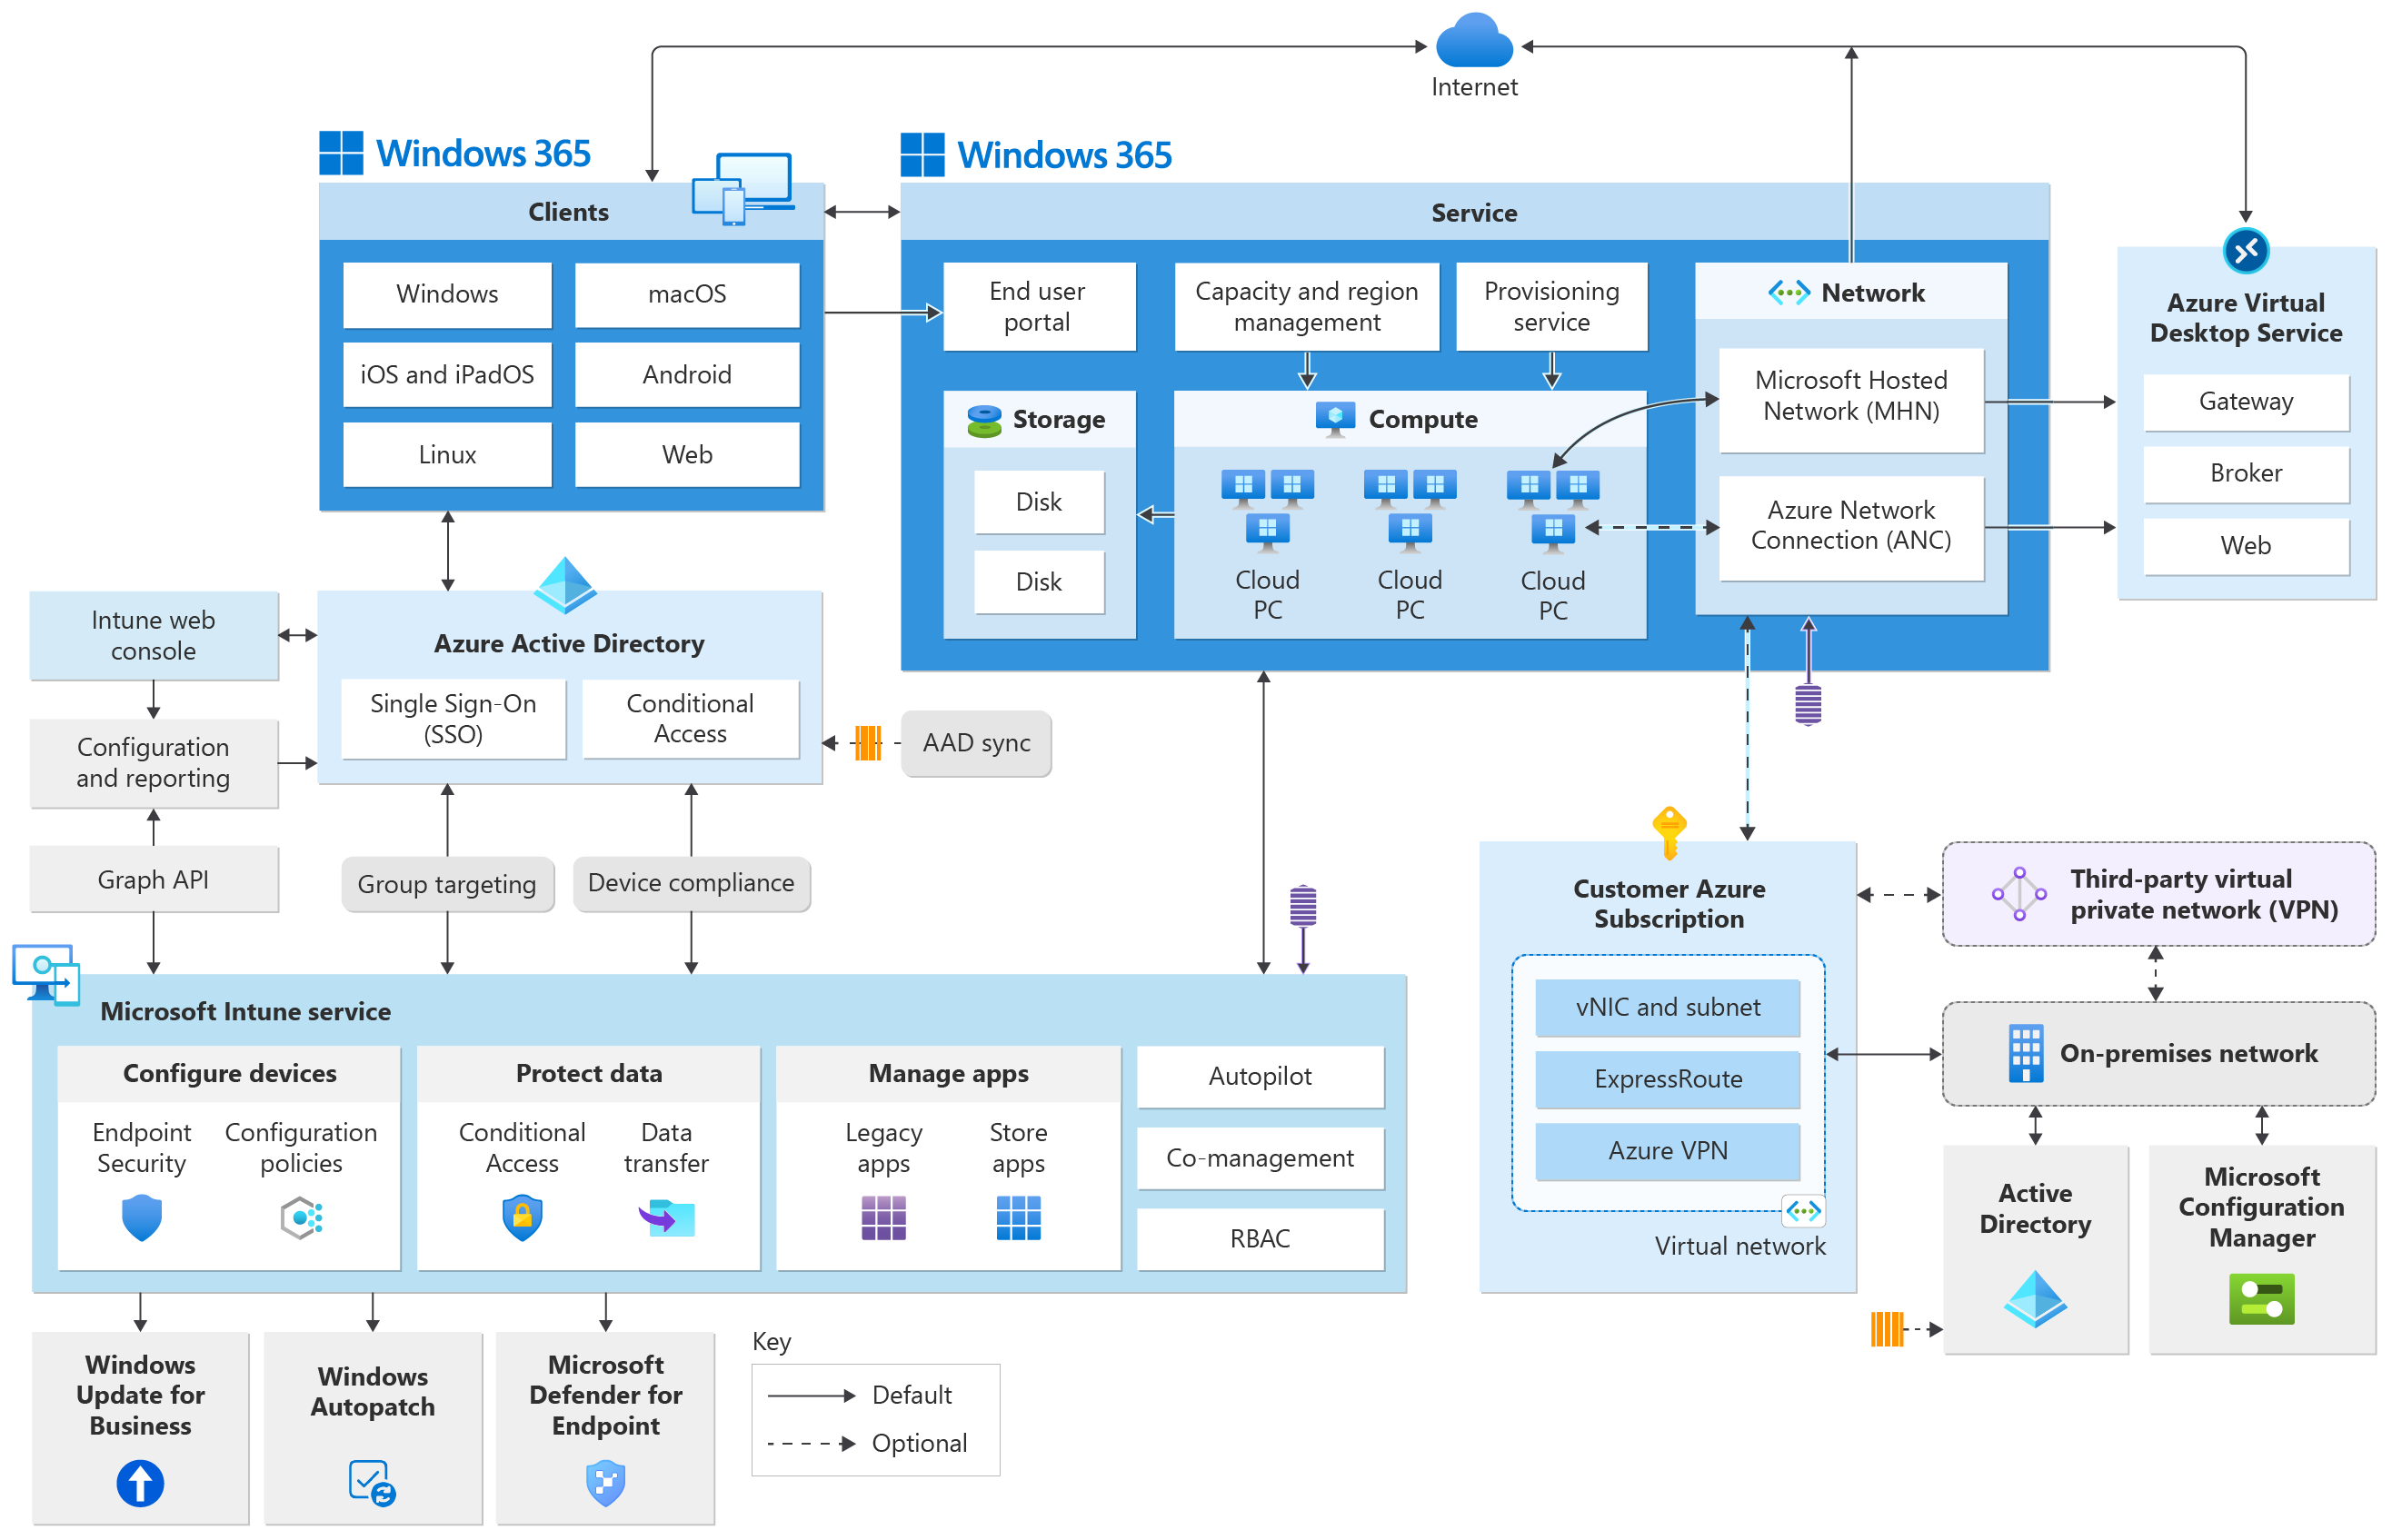 Internet
Windows 365
Clients
Windows
macOS
iOS and iPadOS
Android
Linux
Web
Windows 365
Service
End user
portal
Capacity and region
management
Provisioning
service
Storage
Disk
Disk
Compute
Cloud
PC
Cloud
PC
Cloud
PC
Network
Microsoft Hosted
Network (MHN)
Azure Network
Connection (ANC)
Azure Virtual
Desktop Service
Gateway
Broker
Web
Intune web
console
Configuration
and reporting
Graph API
Azure Active Directory
Single Sign-On
(SSO)
Conditional
Access
AAD sync
Group targeting
Device compliance
Microsoft Intune service
Configure devices
Endpoint
Security
Configuration
policies
Protect data
Conditional
Access
Data
transfer
Manage apps
Legacy
apps
Store
apps
Autopilot
Co-management
RBAC
Customer Azure
Subscription
vNIC and subnet
ExpressRoute
Azure VPN
Virtual network
Third-party virtual
private network (VPN)
On-premises network
Active
Directory
Microsoft
Configuration
Manager
Windows
Update for
Business
Windows
Autopatch
Microsoft
Defender for
Endpoint
Key
Default
Optional